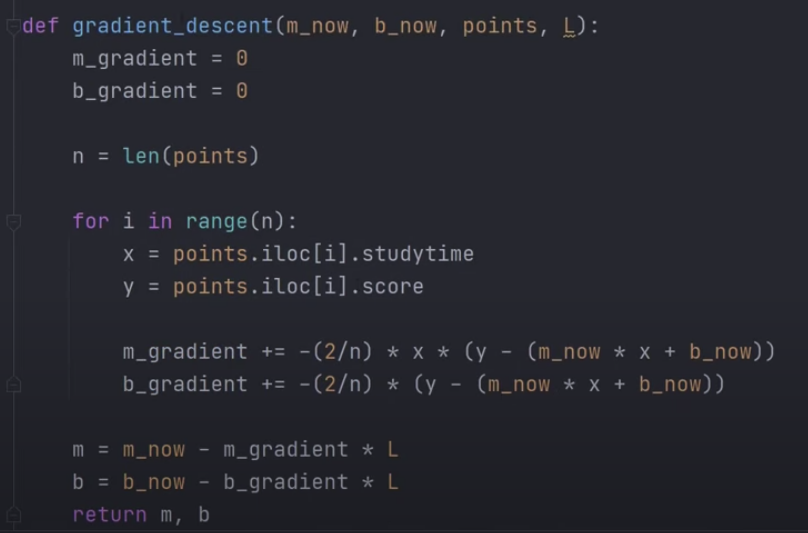 def gradient_descent(m_now, b_now, points, L):
    m_gradient = 0
    b_gradient = 0

    n = len(points)

    for i in range(n):
        x = points.iloc[i].studytime
        y = points.iloc[i].score

        m_gradient += -(2/n) * x * (y - (m_now * x + b_now))
        b_gradient += -(2/n) * (y - (m_now * x + b_now))

    m = m_now - m_gradient * L
    b = b_now - b_gradient * L
    return m, b